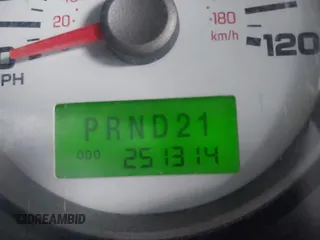 20
180
km/h
120
PH
PRND21
ODO 251314
DREAMBID